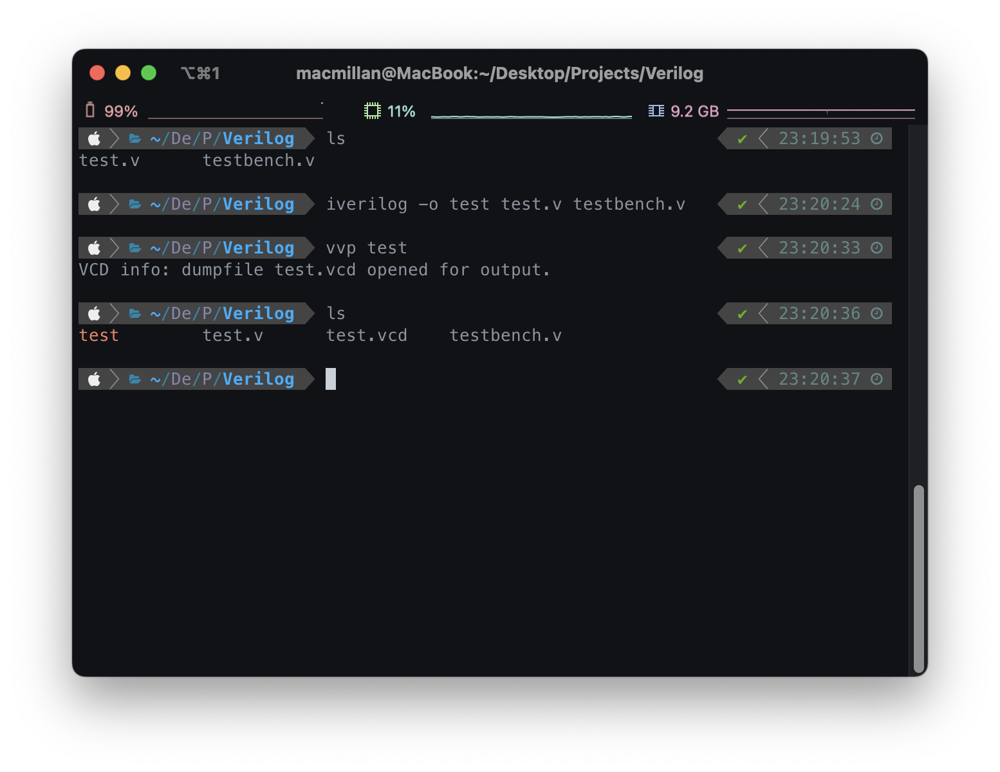 ⌥⌘1 macmillan@MacBook:~/Desktop/Projects/Verilog
99% 11% 9.2 GB
~/De/P/Verilog ls ✔ 23:19:53
test.v testbench.v
~/De/P/Verilog iverilog -o test test.v testbench.v ✔ 23:20:24
~/De/P/Verilog vvp test ✔ 23:20:33
VCD info: dumpfile test.vcd opened for output.
~/De/P/Verilog ls ✔ 23:20:36
test test.v test.vcd testbench.v
~/De/P/Verilog ✔ 23:20:37